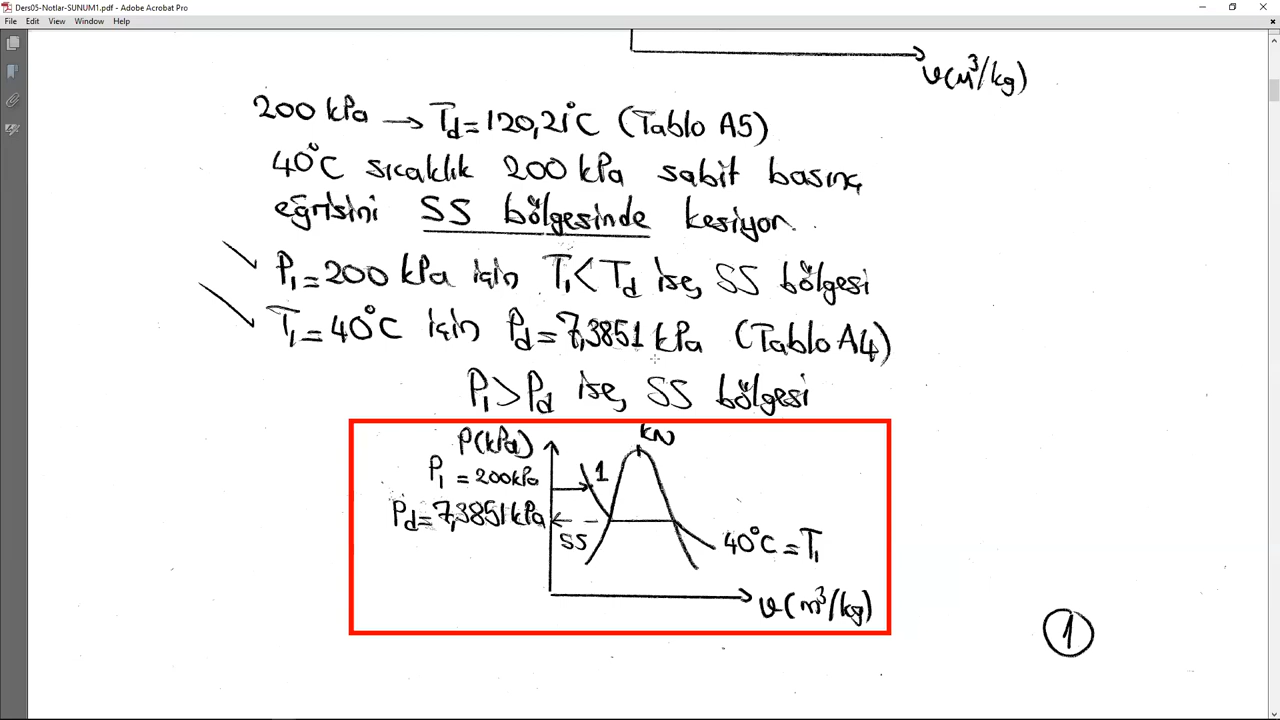 Ders05-Notlar-SUNUM1.pdf - Adobe Acrobat Pro
File Edit View Window Help
v(m³/kg)
200 kPa → Td=120,21°C (Tablo A5)
40°C sıcaklık 200 kPa sabit basınç
eğrisini SS bölgesinde kesiyor.
P₁=200 kPa için T₁<Td ise, SS bölgesi
T₁=40°C için Pd=7,3851 kPa (Tablo A4)
P₁>Pd ise, SS bölgesi
P(kPa)
KN
P₁=200kPa
1
Pd=7,3851kPa
SS
40°C=T₁
v(m³/kg)
1